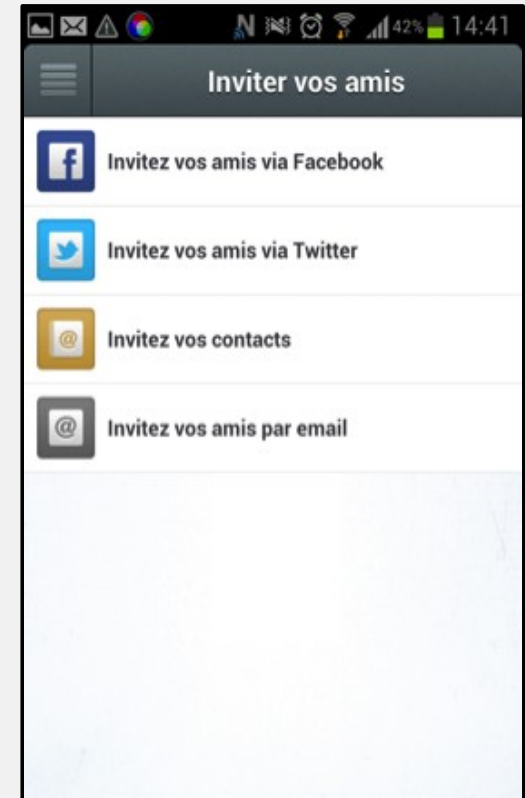 42% 14:41
Inviter vos amis
Invitez vos amis via Facebook
Invitez vos amis via Twitter
Invitez vos contacts
Invitez vos amis par email